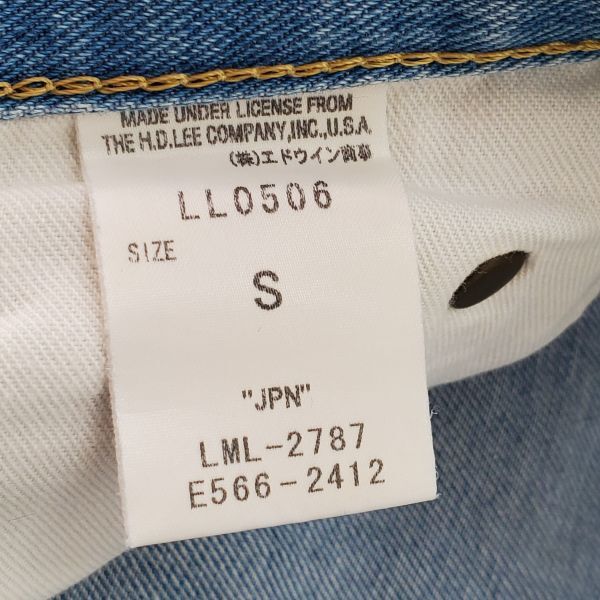 MADE UNDER LICENSE FROM
THE H.D.LEE COMPANY,INC.,U.S.A.
(株)エドウイン商事
LL0506
SIZE
S
"JPN"
LML-2787
E566-2412